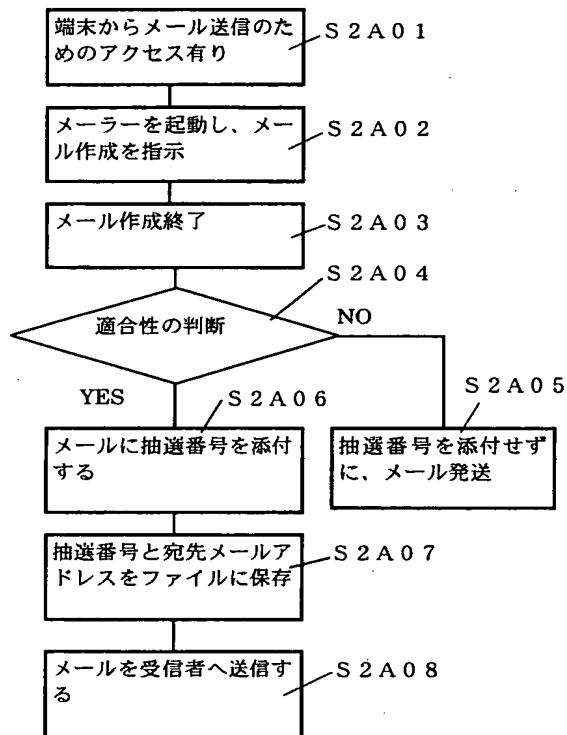 端末からメール送信のた
めのアクセス有り
S2A01
メーラーを起動し、メー
ル作成を指示
S2A02
メール作成終了
S2A03
S2A04
適合性の判断
NO
YES
S2A05
S2A06
メールに抽選番号を添付
する
抽選番号を添付せず
に、メール発送
抽選番号と宛先メールア
ドレスをファイルに保存
S2A07
メールを受信者へ送信す
る
S2A08